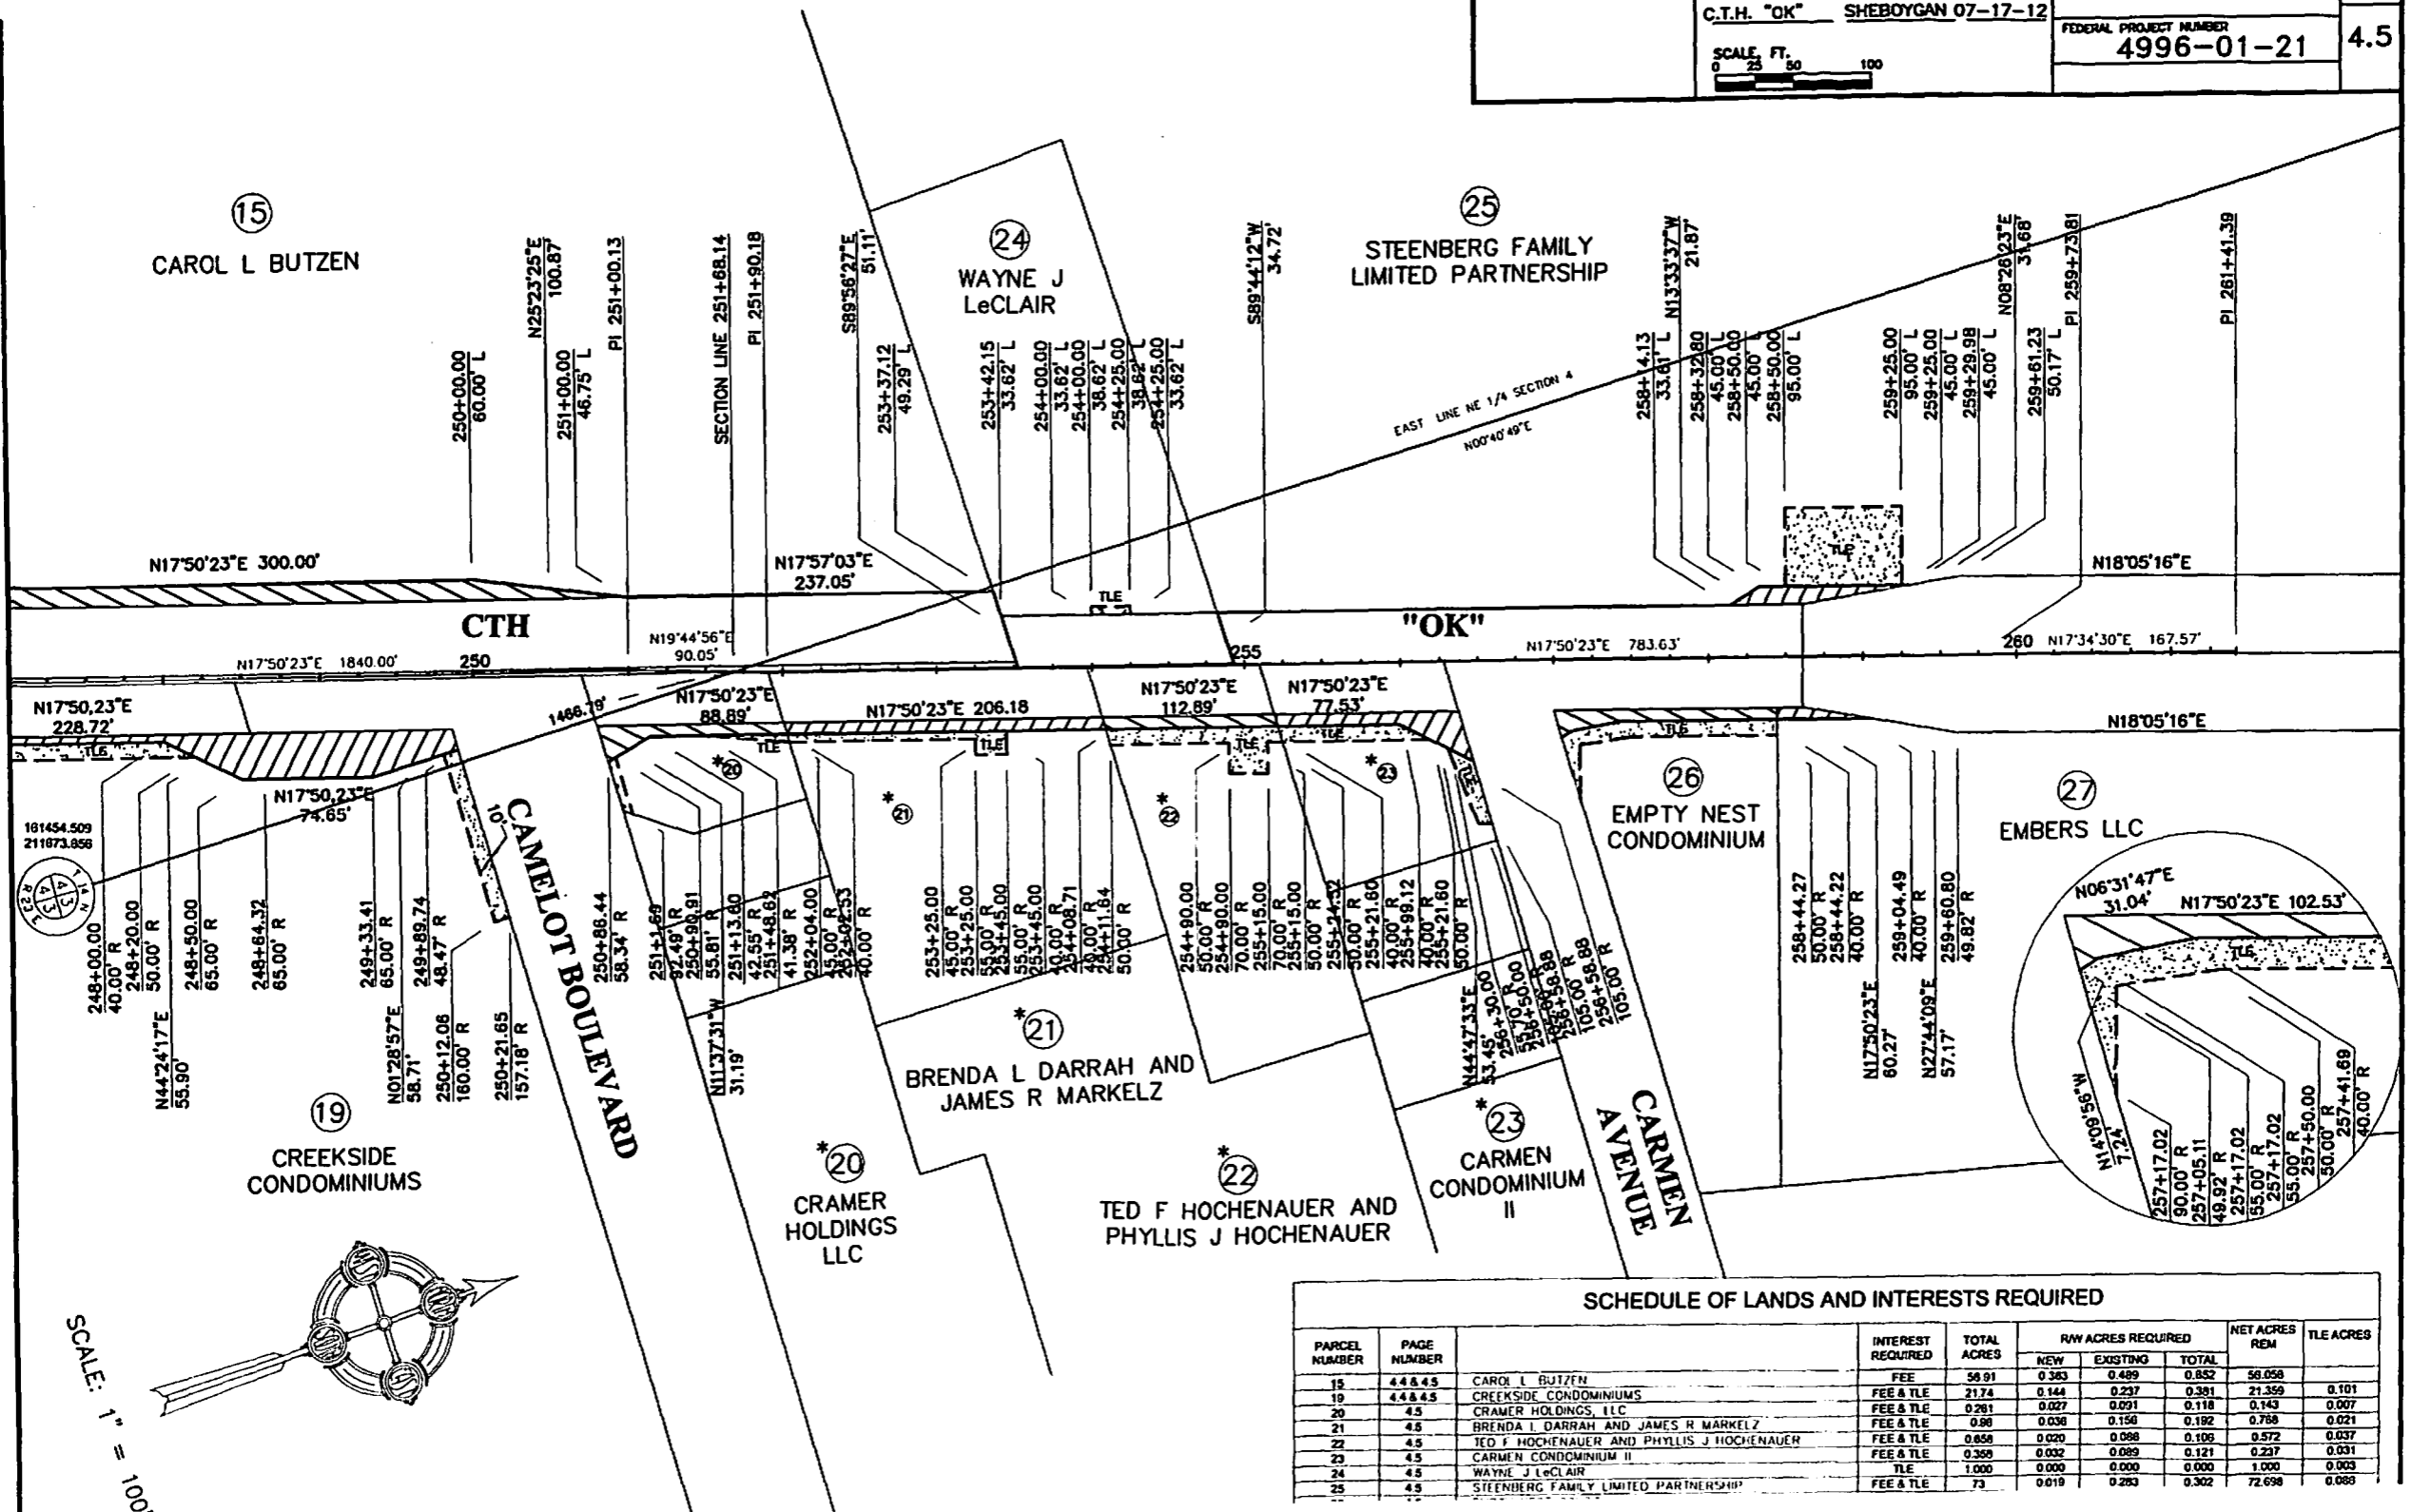 C.T.H. "OK" SHEBOYGAN 07-17-12
FEDERAL PROJECT NUMBER
4996-01-21
4.5
SCALE, FT.
0 25 50 100
15
CAROL L BUTZEN
24
WAYNE J
LeCLAIR
25
STEENBERG FAMILY
LIMITED PARTNERSHIP
250+00.00
60.00' L
N25°23'25"E
100.87'
251+00.00
46.75' L
PI 251+00.13
SECTION LINE 251+68.14
PI 251+90.18
S89°56'27"E
51.11'
253+37.12
49.29' L
253+42.15
33.62' L
254+00.00
33.62' L
254+00.00
38.62' L
254+25.00
38.62' L
254+25.00
33.62' L
S89°44'12"W
34.72'
EAST LINE NE 1/4 SECTION 4
N00°40'49"E
258+14.13
33.61' L
N13°33'37"W
21.87'
258+32.80
45.00' L
258+50.00
45.00' L
258+50.00
95.00' L
259+25.00
95.00' L
259+25.00
45.00' L
259+29.98
45.00' L
N08°26'23"E
31.68'
259+61.23
50.17' L
PI 259+73.81
PI 261+41.39
N17°50'23"E 300.00'
N17°57'03"E
237.05'
TLE
TLE
N18°05'16"E
CTH
"OK"
N17°50'23"E 1840.00'
250
N19°44'56"E
90.05'
255
N17°50'23"E 783.63'
260
N17°34'30"E 167.57'
N17°50,23"E
228.72'
1466.79'
N17°50'23"E
88.89'
N17°50'23"E 206.18
N17°50'23"E
112.89'
N17°50'23"E
77.53'
N18°05'16"E
TLE
TLE
TLE
TLE
TLE
TLE
TLE
N17°50,23"E
74.65'
10'
*20
*21
*22
*23
26
EMPTY NEST
CONDOMINIUM
27
EMBERS LLC
161454.509
211673.856
T 14 N
R 23 E
4 3
4 3
CAMELOT BOULEVARD
248+00.00
40.00' R
248+20.00
50.00' R
N44°24'17"E
55.90'
248+50.00
65.00' R
248+64.32
65.00' R
249+33.41
65.00' R
N01°28'57"E
58.71'
249+89.74
48.47' R
250+12.06
160.00' R
250+21.65
157.18' R
250+86.44
58.34' R
92.49' R
250+90.91
55.81' R
N11°37'31"W
31.19'
251+13.60
42.55' R
251+48.62
41.38' R
252+04.00
40.00' R
253+25.00
45.00' R
253+25.00
55.00' R
253+45.00
55.00' R
253+45.00
40.00' R
254+08.71
40.00' R
254+11.64
50.00' R
254+90.00
50.00' R
254+90.00
70.00' R
255+15.00
70.00' R
255+15.00
50.00' R
50.00' R
255+21.60
40.00' R
255+99.12
40.00' R
255+21.60
50.00' R
N44°47'33"E
53.45'
256+30.00
256+50.00
256+58.88
105.00' R
256+58.88
105.00' R
258+44.27
50.00' R
258+44.22
40.00' R
N17°50'23"E
60.27'
259+04.49
40.00' R
N27°44'09"E
57.17'
259+60.80
49.82' R
N06°31'47"E
31.04'
N17°50'23"E 102.53'
TLE
N14°09'56"W
7.24'
257+17.02
90.00' R
257+05.11
49.92' R
257+17.02
55.00' R
257+17.02
55.00' R
257+50.00
50.00' R
257+41.69
40.00' R
19
CREEKSIDE
CONDOMINIUMS
*20
CRAMER
HOLDINGS
LLC
*21
BRENDA L DARRAH AND
JAMES R MARKELZ
*22
TED F HOCHENAUER AND
PHYLLIS J HOCHENAUER
*23
CARMEN
CONDOMINIUM
II
CARMEN
AVENUE
SCALE: 1" = 100'
SCHEDULE OF LANDS AND INTERESTS REQUIRED
PARCEL NUMBER PAGE NUMBER INTEREST REQUIRED TOTAL ACRES R/W ACRES REQUIRED NET ACRES REM TLE ACRES
NEW EXISTING TOTAL
15 4.4 & 4.5 CAROL L BUTZEN FEE 56.91 0.363 0.489 0.852 56.058
19 4.4 & 4.5 CREEKSIDE CONDOMINIUMS FEE & TLE 21.74 0.144 0.237 0.381 21.359 0.101
20 4.5 CRAMER HOLDINGS, LLC FEE & TLE 0.261 0.027 0.091 0.118 0.143 0.007
21 4.5 BRENDA L DARRAH AND JAMES R MARKELZ FEE & TLE 0.96 0.036 0.156 0.192 0.768 0.021
22 4.5 TED F HOCHENAUER AND PHYLLIS J HOCHENAUER FEE & TLE 0.020 0.572 0.037
23 4.5 CARMEN CONDOMINIUM II FEE & TLE 0.358 0.032 0.089 0.121 0.237 0.031
24 4.5 WAYNE J LeCLAIR TLE 1.000 0.000 0.000 0.000 1.000 0.003
25 4.5 STEENBERG FAMILY LIMITED PARTNERSHIP FEE & TLE 73 0.019 0.283 0.302 72.698 0.086